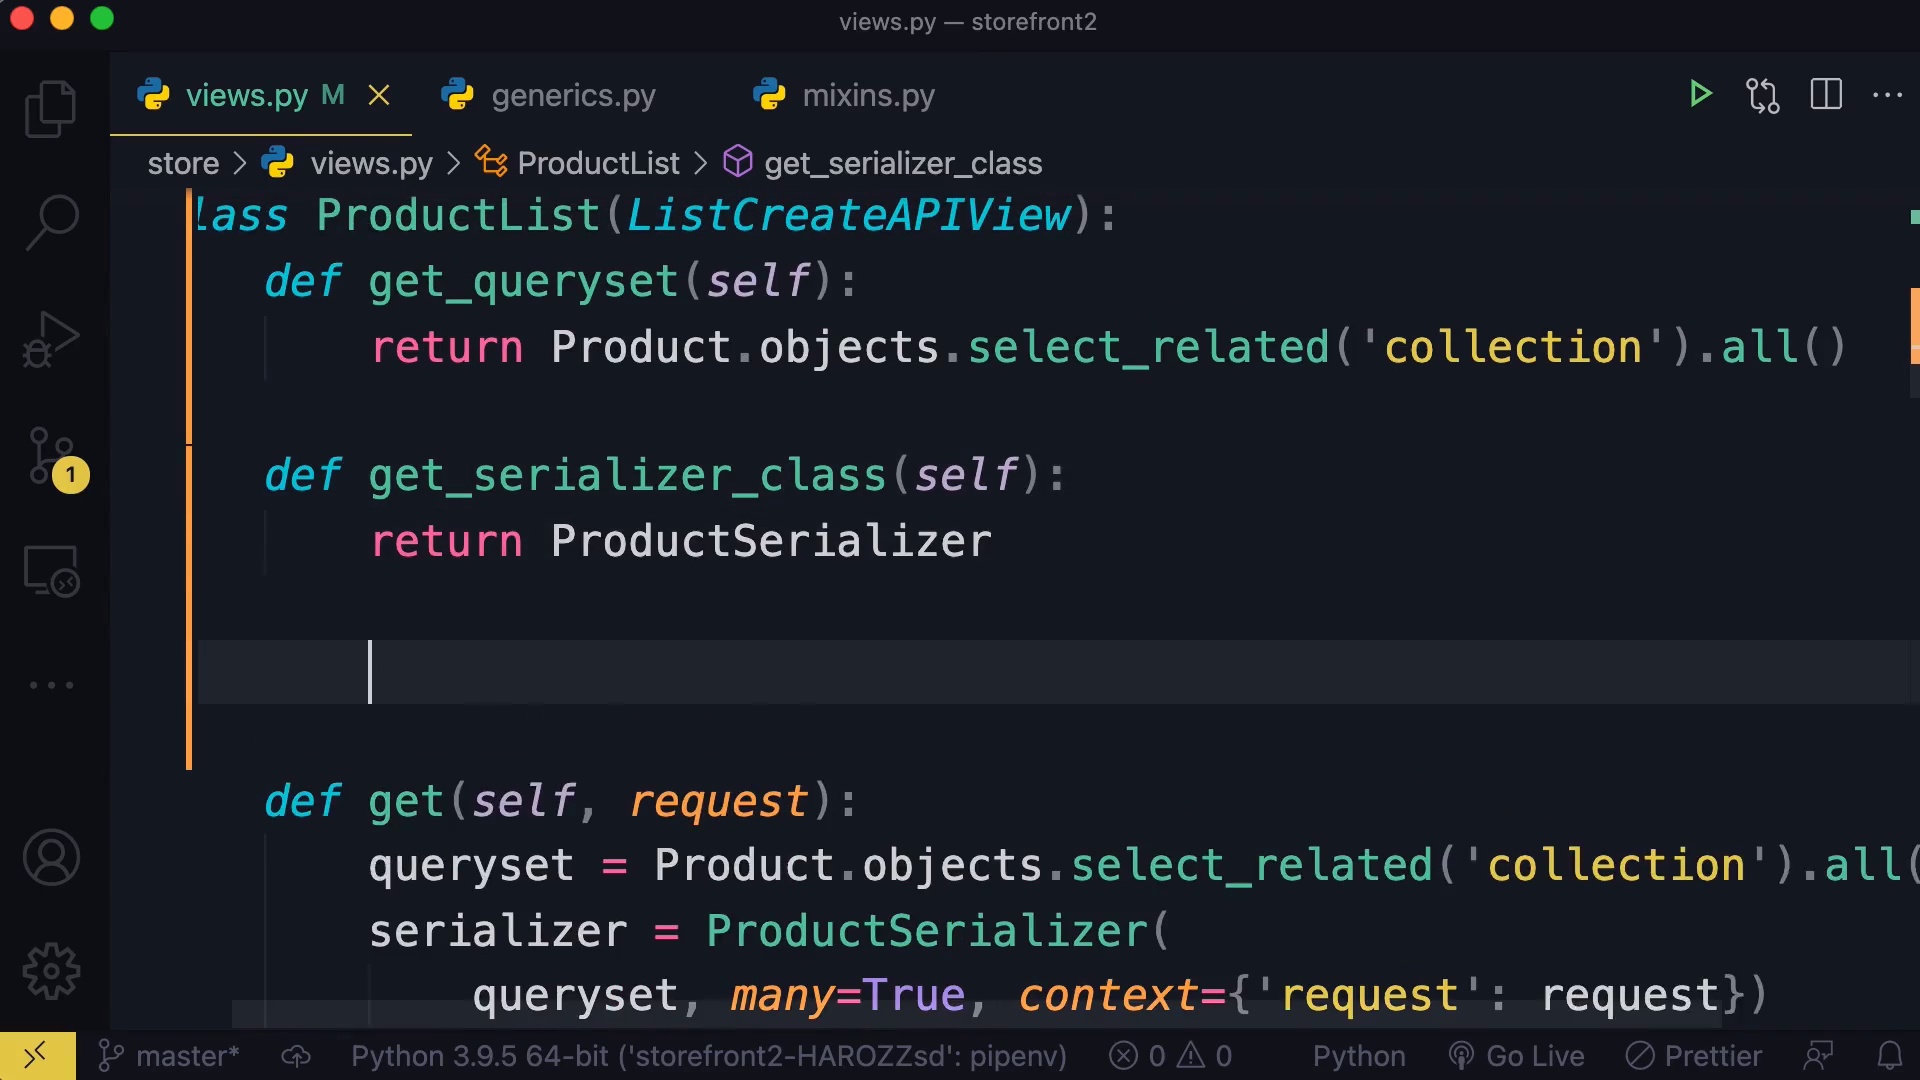 views.py — storefront2
views.py M generics.py mixins.py
store > views.py > ProductList > get_serializer_class
lass ProductList(ListCreateAPIView):
def get_queryset(self):
return Product.objects.select_related('collection').all()
def get_serializer_class(self):
return ProductSerializer
1
def get(self, request):
queryset = Product.objects.select_related('collection').all(
serializer = ProductSerializer(
queryset, many=True, context={'request': request})
master* Python 3.9.5 64-bit ('storefront2-HAROZZsd': pipenv) 0 0 Python Go Live Prettier